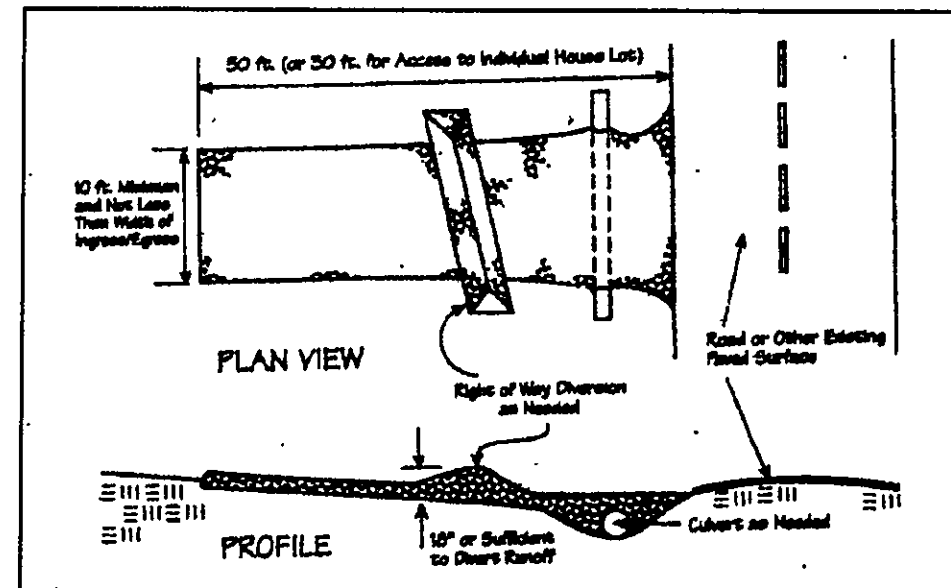 50 ft. (or 30 ft. for Access to Individual House Lot)
10 ft. Minimum
and Not Less
Than Width of
Ingress/Egress
PLAN VIEW
Right of Way Diversion
as Needed
Road or Other Existing
Paved Surface
18" or Sufficient
to Divert Runoff
Culvert as Needed
PROFILE